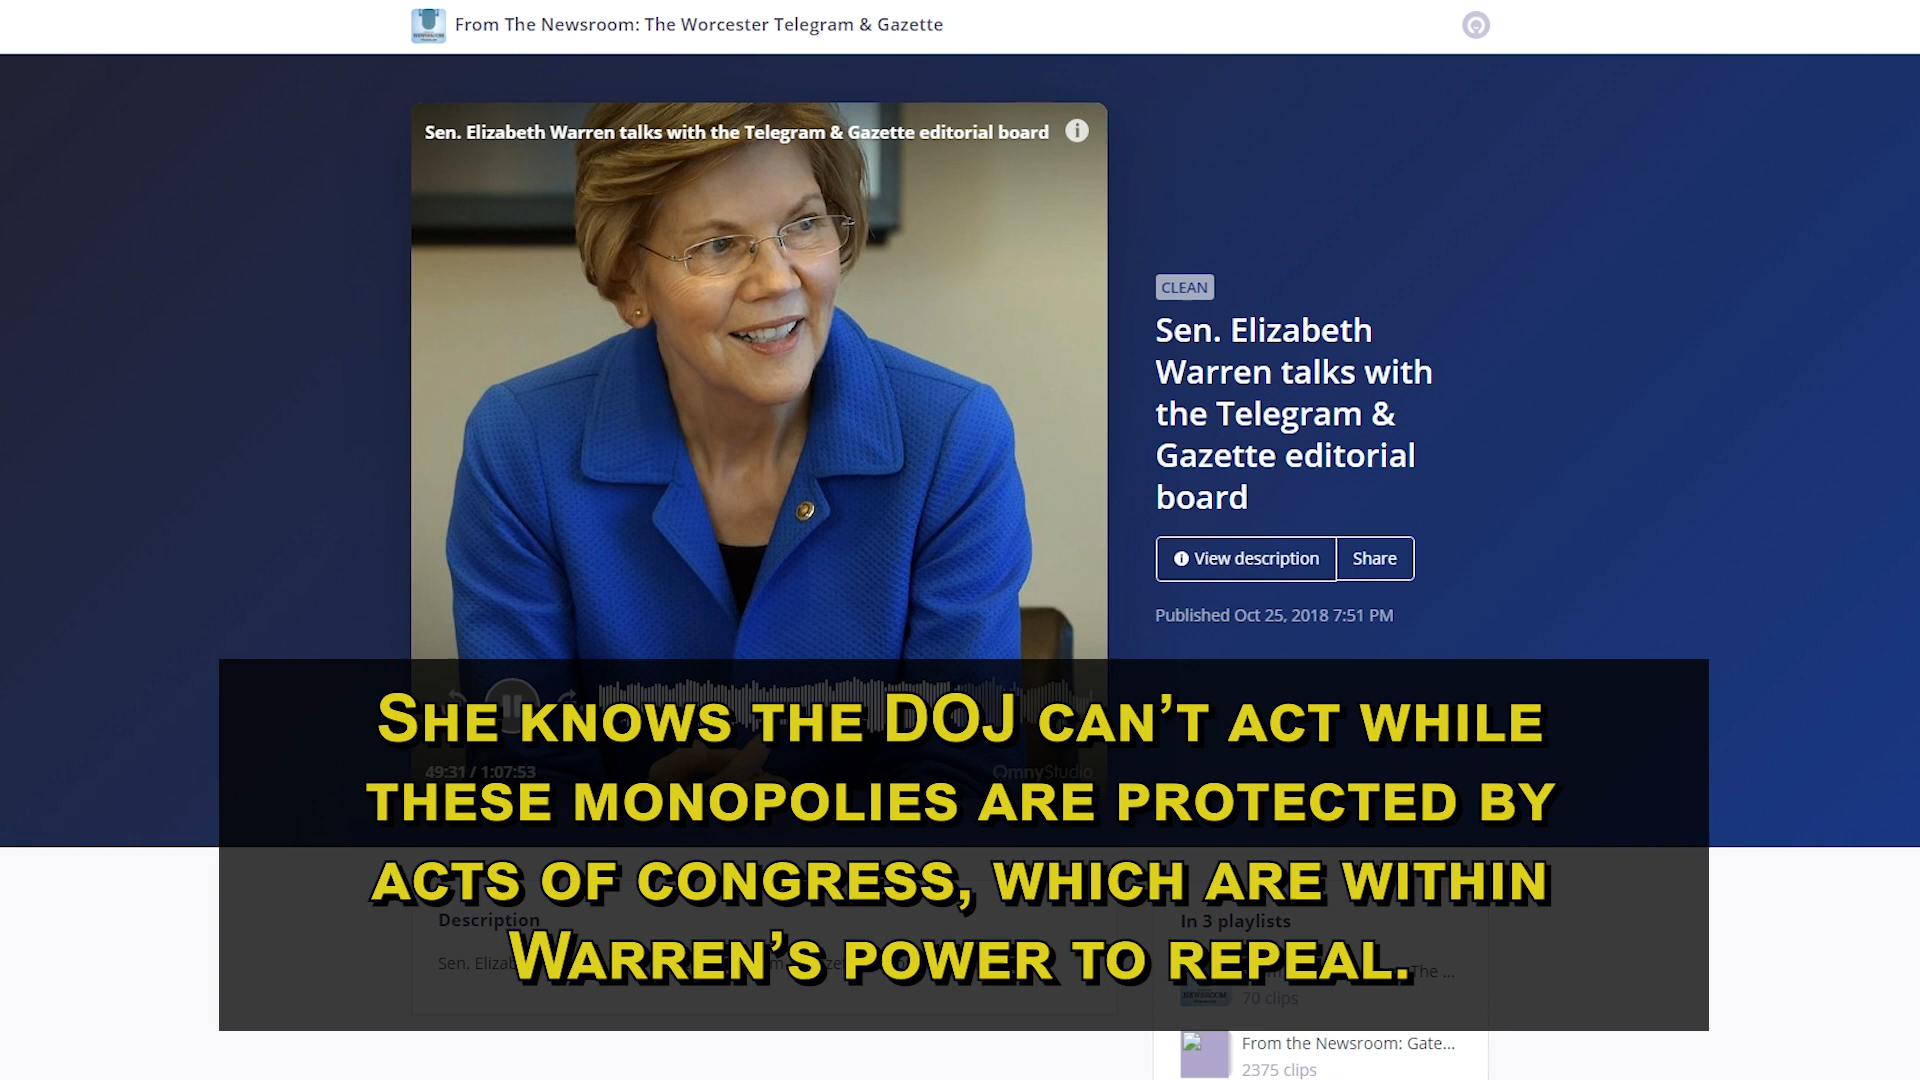 From The Newsroom: The Worcester Telegram & Gazette
Sen. Elizabeth Warren talks with the Telegram & Gazette editorial board
CLEAN
Sen. Elizabeth
Warren talks with
the Telegram &
Gazette editorial
board
View description
Share
Published Oct 25, 2018 7:51 PM
She knows the DOJ can't act while
these monopolies are protected by
acts of congress, which are within
Warren's power to repeal.
49:31 / 1:07:53
OmnyStudio
Description
Sen. Elizab
In 3 playlists
The ...
NEWSROOM
70 clips
From the Newsroom: Gate...
2375 clips